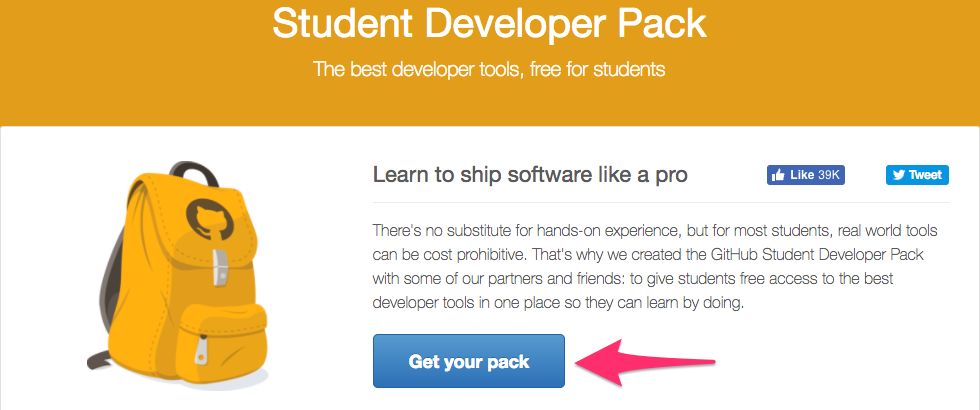 Student Developer Pack
The best developer tools, free for students
Learn to ship software like a pro
Like 39K
Tweet
There's no substitute for hands-on experience, but for most students, real world tools
can be cost prohibitive. That's why we created the GitHub Student Developer Pack
with some of our partners and friends: to give students free access to the best
developer tools in one place so they can learn by doing.
Get your pack